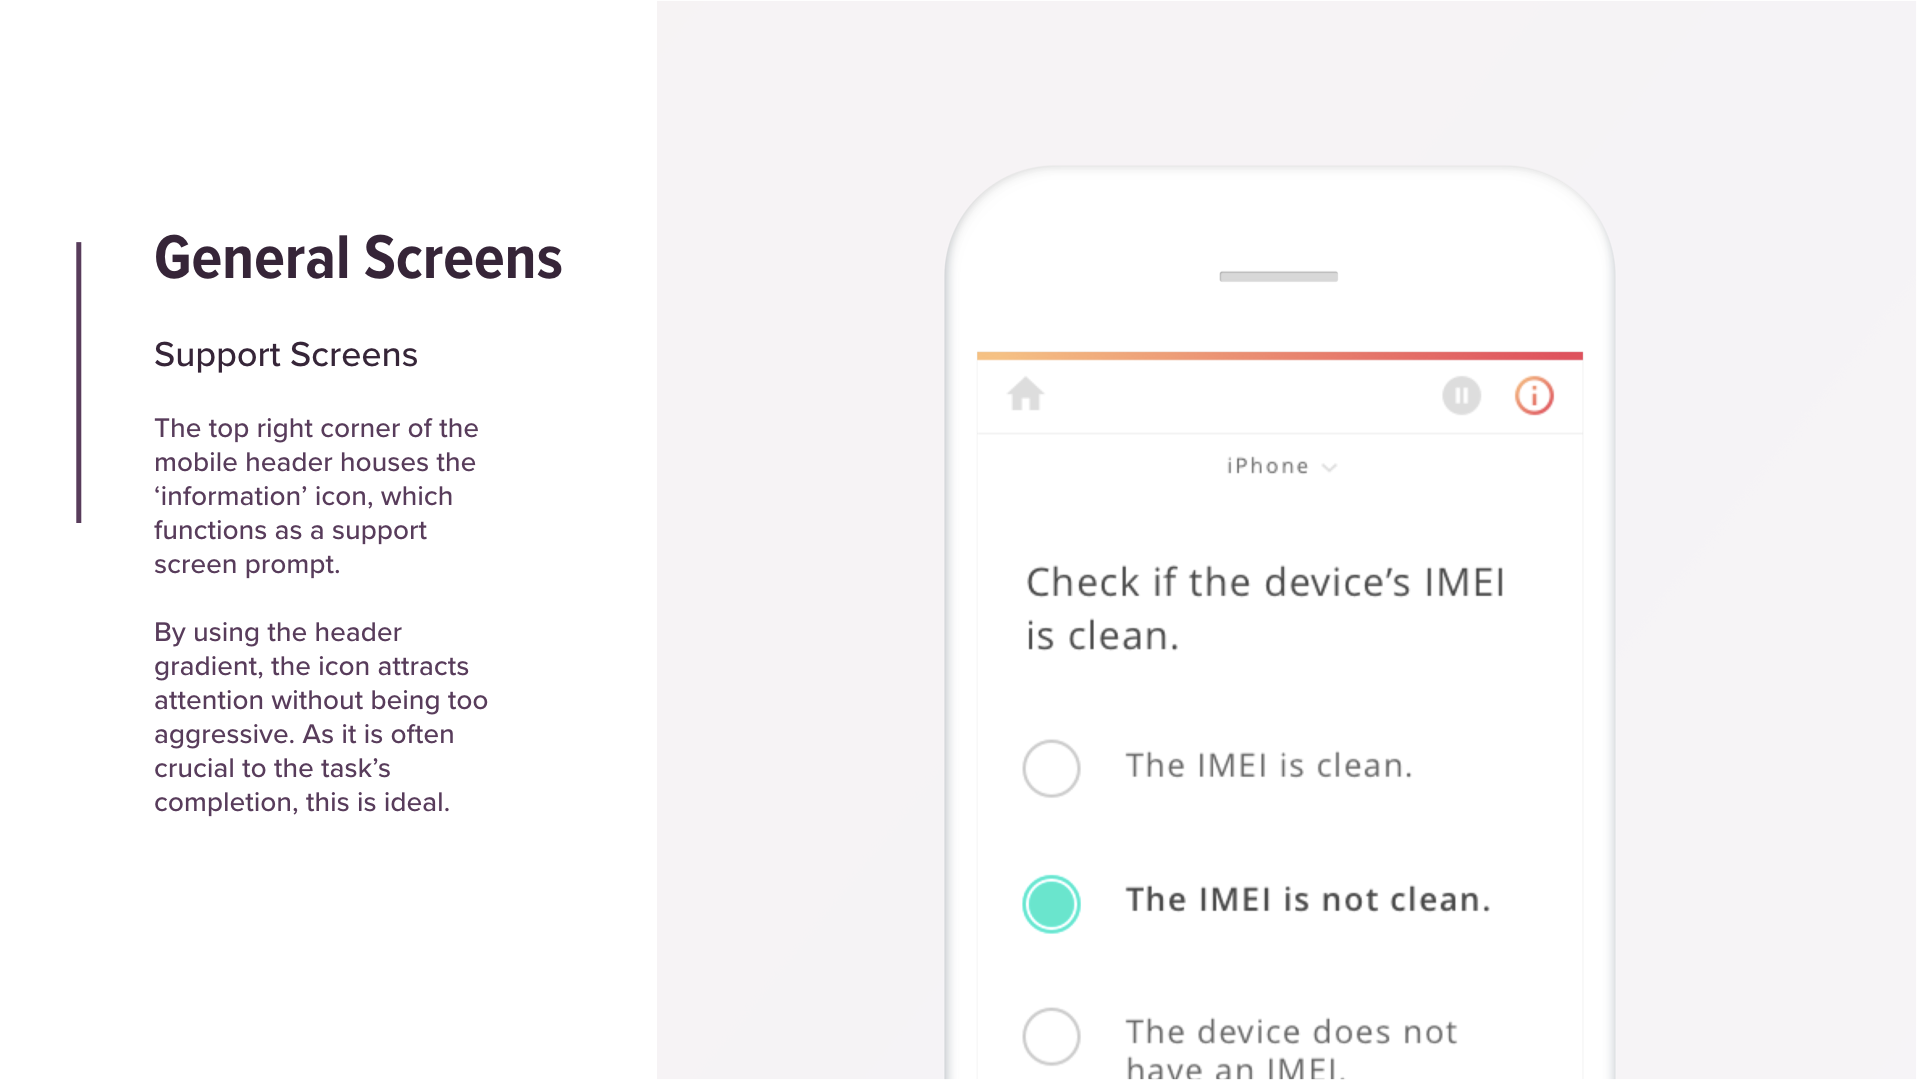 General Screens
Support Screens
The top right corner of the
mobile header houses the
‘information’ icon, which
functions as a support
screen prompt.
By using the header
gradient, the icon attracts
attention without being too
aggressive. As it is often
crucial to the task’s
completion, this is ideal.
iPhone
Check if the device’s IMEI
is clean.
The IMEI is clean.
The IMEI is not clean.
The device does not
have an IMEI.